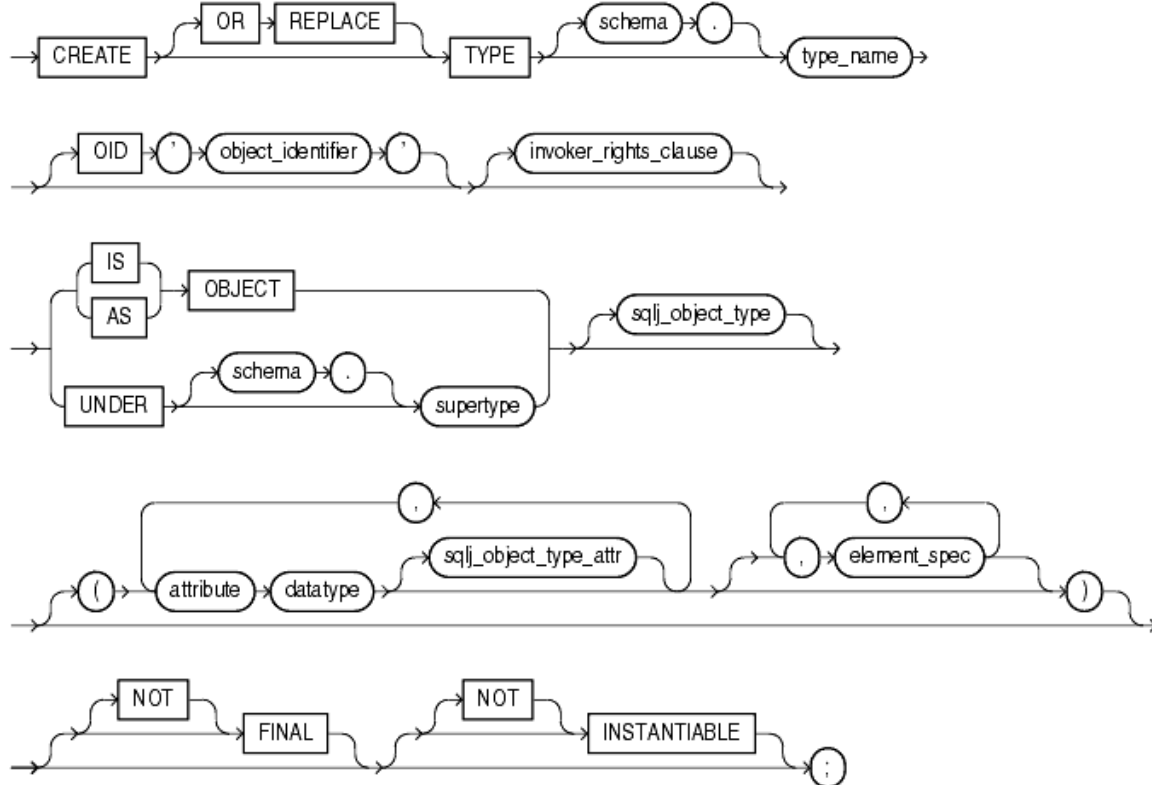 OR REPLACE schema .
CREATE TYPE type_name
OID ' object_identifier ' invoker_rights_clause
IS
OBJECT
AS
sqlj_object_type
schema .
UNDER supertype
, ,
sqlj_object_type_attr , element_spec
( attribute datatype )
NOT NOT
FINAL INSTANTIABLE
;